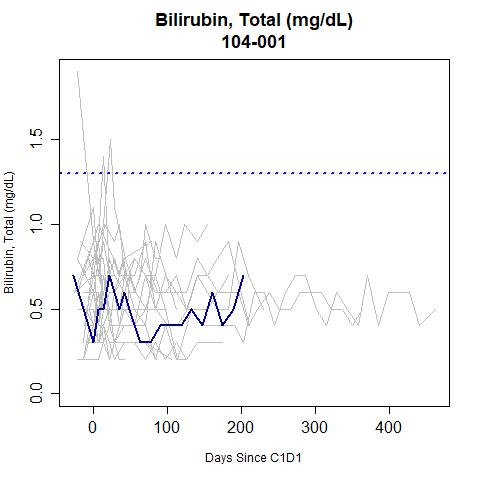 Bilirubin, Total (mg/dL)
104-001
Bilirubin, Total (mg/dL)
1.5
1.0
0.5
0.0
0 100 200 300 400
Days Since C1D1